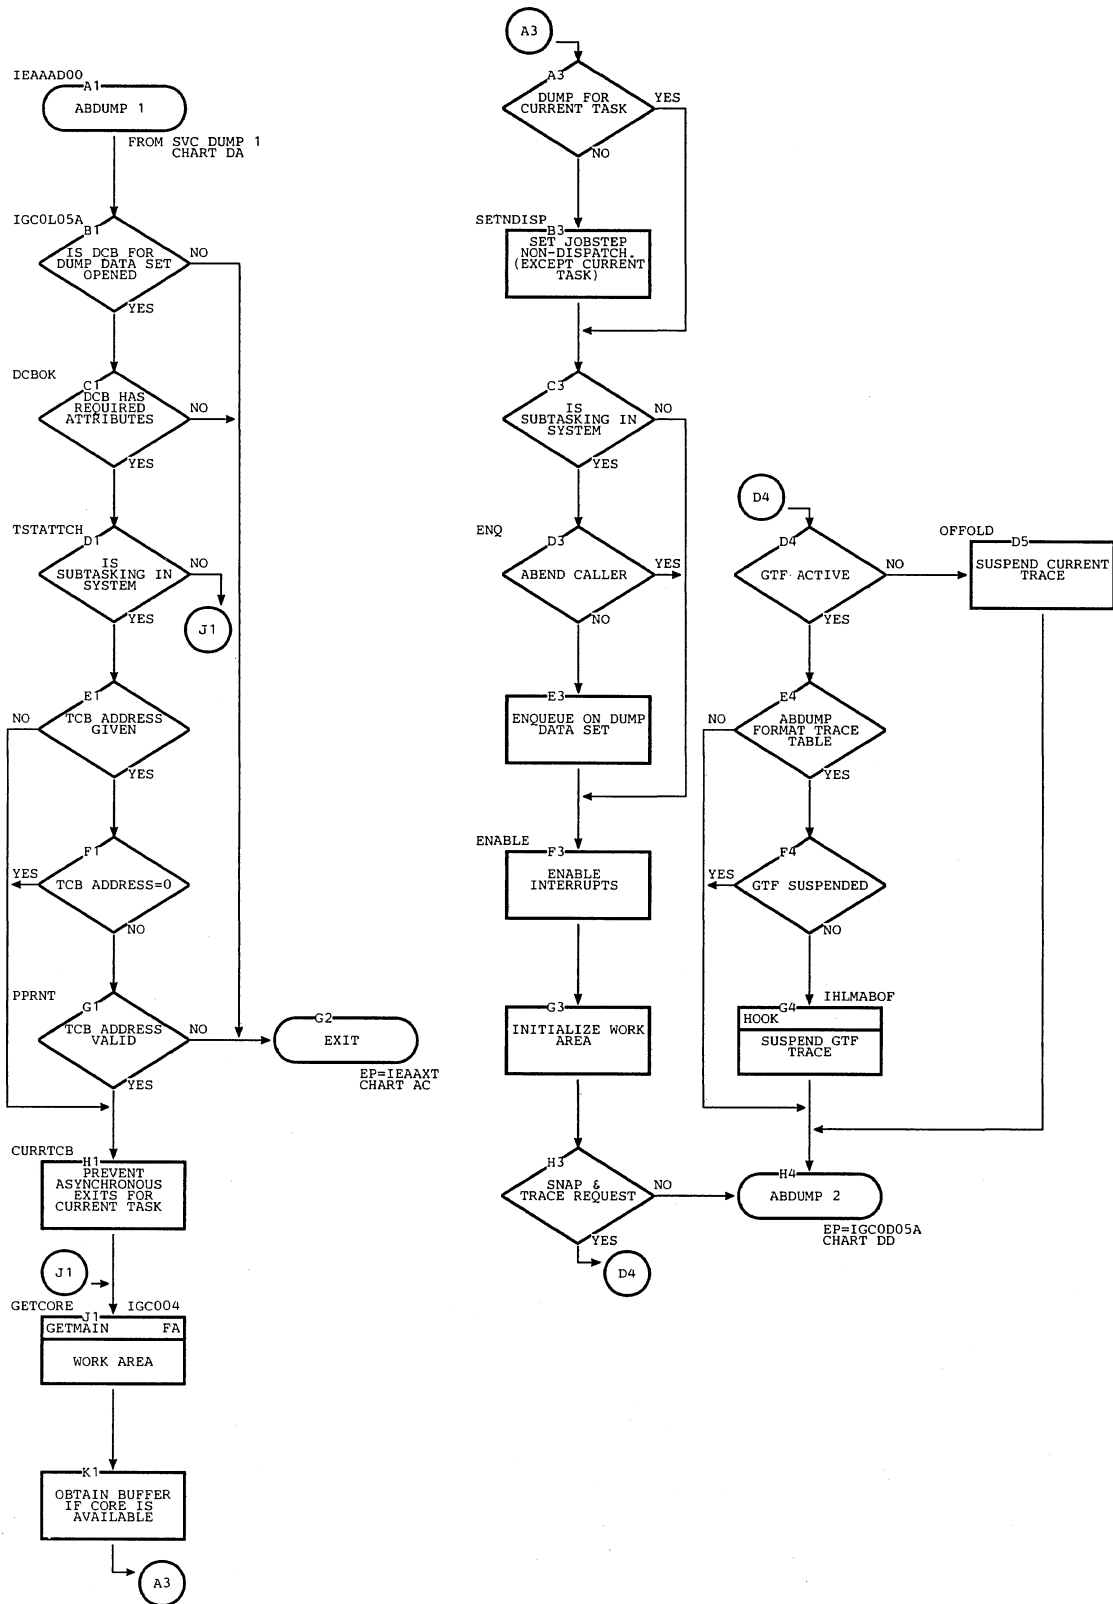 IEAAAD00
A1
ABDUMP 1
FROM SVC DUMP 1
CHART DA
IGC0L05A
B1
IS DCB FOR
DUMP DATA SET
OPENED
NO
YES
DCBOK
C1
DCB HAS
REQUIRED
ATTRIBUTES
NO
YES
TSTATTCH
D1
IS
SUBTASKING IN
SYSTEM
NO
YES
J1
E1
TCB ADDRESS
GIVEN
NO
YES
F1
TCB ADDRESS=0
YES
NO
PPRNT
G1
TCB ADDRESS
VALID
NO
YES
G2
EXIT
EP=IEAAXT
CHART AC
CURRTCB
H1
PREVENT
ASYNCHRONOUS
EXITS FOR
CURRENT TASK
J1
GETCORE IGC004
J1
GETMAIN FA
WORK AREA
K1
OBTAIN BUFFER
IF CORE IS
AVAILABLE
A3
A3
A3
DUMP FOR
CURRENT TASK
YES
NO
SETNDISP
B3
SET JOBSTEP
NON-DISPATCH.
(EXCEPT CURRENT
TASK)
C3
IS
SUBTASKING IN
SYSTEM
NO
YES
ENQ
D3
ABEND CALLER
YES
NO
E3
ENQUEUE ON DUMP
DATA SET
ENABLE
F3
ENABLE
INTERRUPTS
G3
INITIALIZE WORK
AREA
H3
SNAP &
TRACE REQUEST
NO
YES
D4
D4
D4
GTF ACTIVE
NO
YES
OFFOLD
D5
SUSPEND CURRENT
TRACE
E4
ABDUMP
FORMAT TRACE
TABLE
NO
YES
F4
GTF SUSPENDED
YES
NO
IHLMABOF
G4
HOOK
SUSPEND GTF
TRACE
H4
ABDUMP 2
EP=IGC0D05A
CHART DD